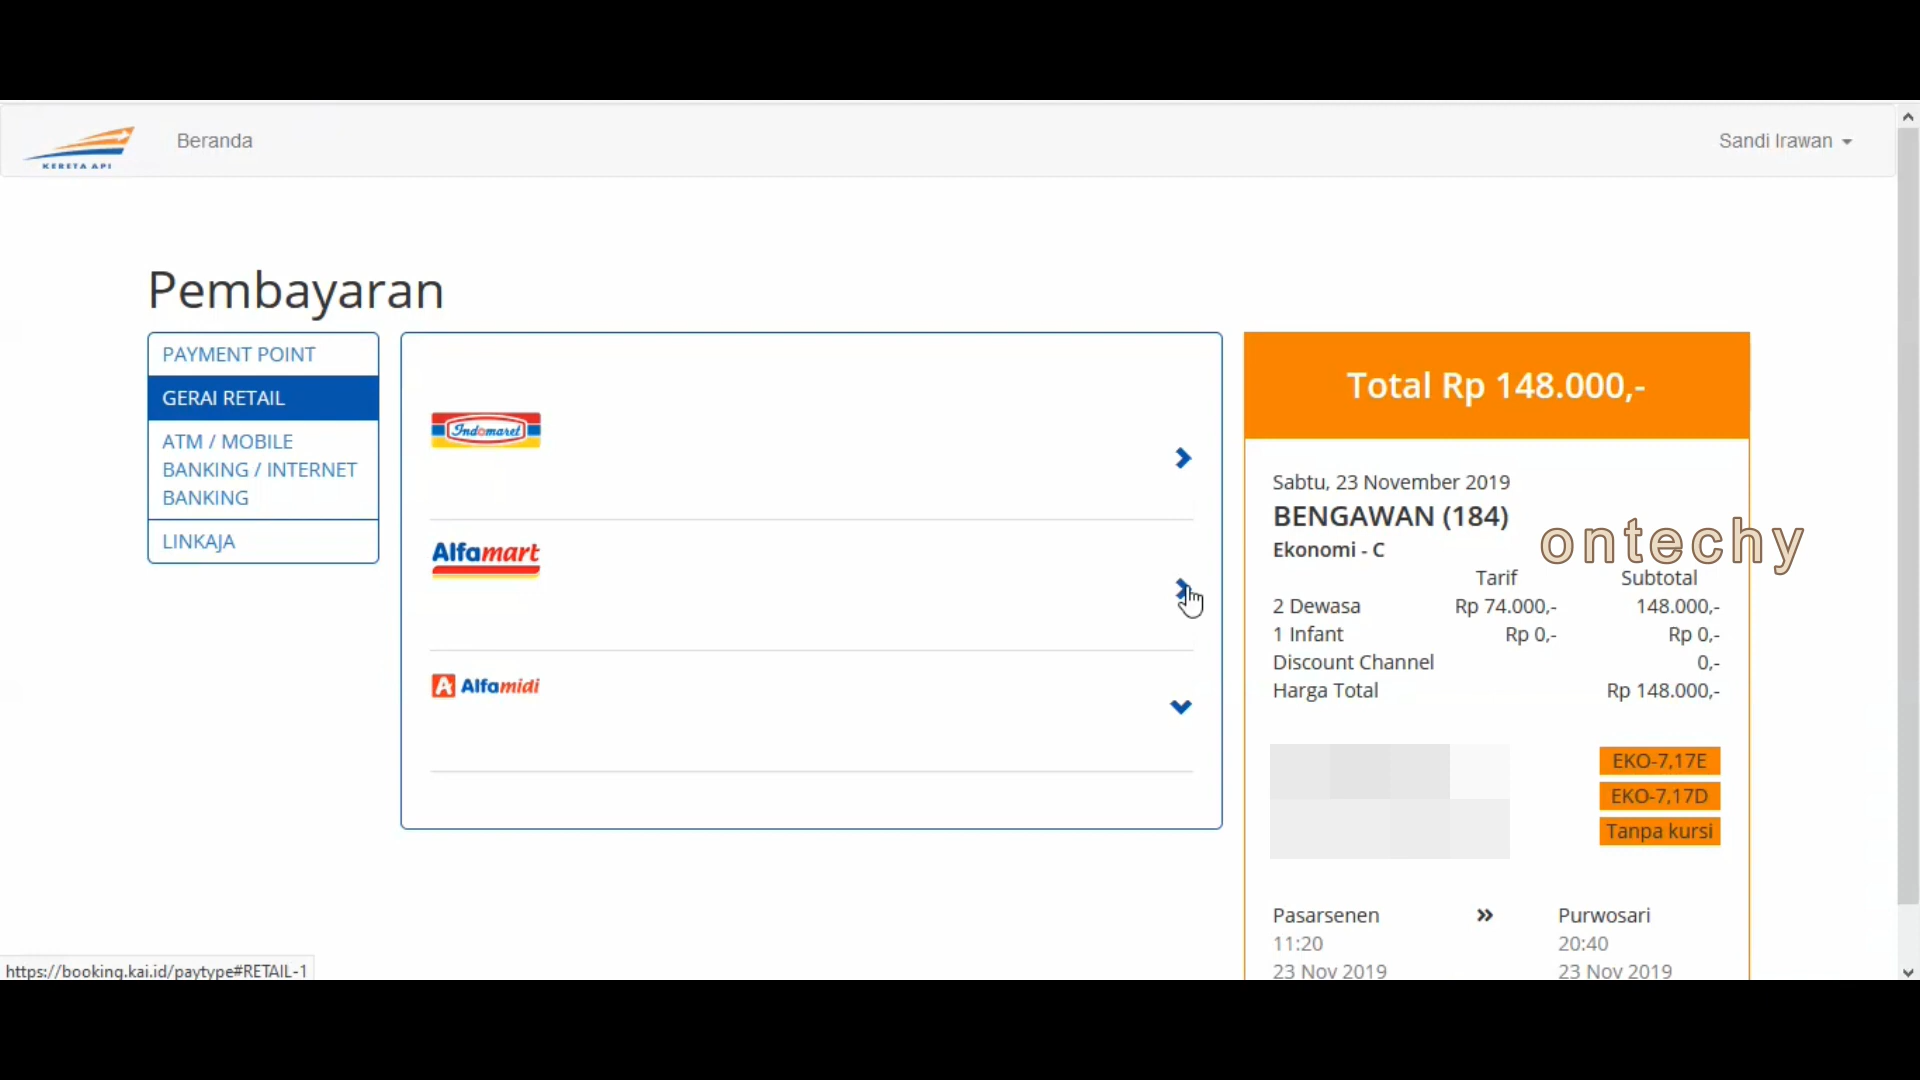 KERETA API
Beranda
Sandi Irawan
Pembayaran
PAYMENT POINT
GERAI RETAIL
ATM / MOBILE
BANKING / INTERNET
BANKING
LINKAJA
Indomaret
Alfamart
A Alfamidi
Total Rp 148.000,-
Sabtu, 23 November 2019
BENGAWAN (184)
ontechy
Ekonomi - C
Tarif Subtotal
2 Dewasa Rp 74.000,- 148.000,-
1 Infant Rp 0,- Rp 0,-
Discount Channel 0,-
Harga Total Rp 148.000,-
EKO-7,17E
EKO-7,17D
Tanpa kursi
Pasarsenen » Purwosari
11:20 20:40
23 Nov 2019 23 Nov 2019
https://booking.kai.id/paytype#RETAIL-1